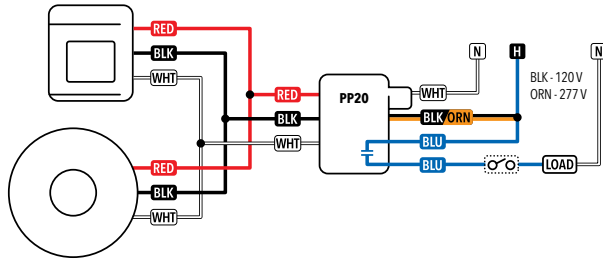 RED
BLK
WHT
RED
BLK
WHT
RED
BLK
WHT
PP20
N
H
N
WHT
BLK/ORN
BLU
BLU
LOAD
BLK - 120 V
ORN - 277 V